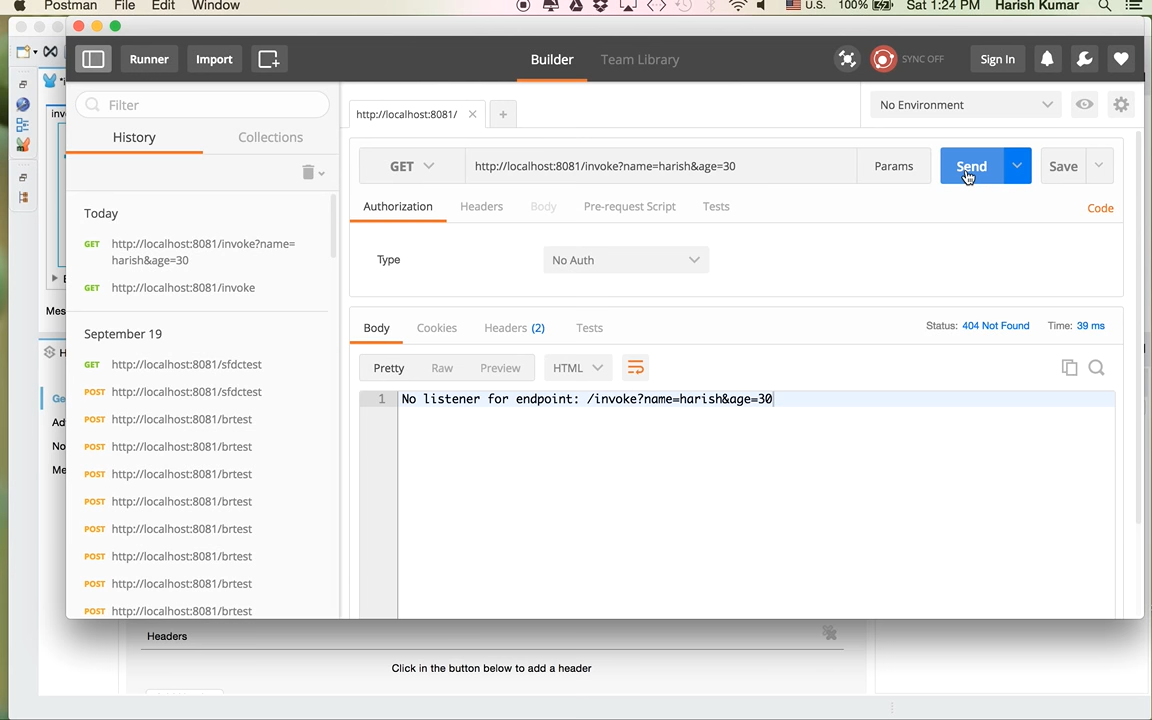 Postman File Edit Window U.S. 100% Sat 1:24 PM Harish Kumar
Runner Import Builder Team Library SYNC OFF Sign In
Filter
http://localhost:8081/ No Environment
History Collections
GET http://localhost:8081/invoke?name=harish&age=30 Params Send Save
Authorization Headers Body Pre-request Script Tests Code
Today
GET http://localhost:8081/invoke?name=
harish&age=30
GET http://localhost:8081/invoke
Type No Auth
September 19
Body Cookies Headers (2) Tests Status: 404 Not Found Time: 39 ms
GET http://localhost:8081/sfdctest
Pretty Raw Preview HTML
POST http://localhost:8081/sfdctest
1 No listener for endpoint: /invoke?name=harish&age=30
POST http://localhost:8081/brtest
POST http://localhost:8081/brtest
POST http://localhost:8081/brtest
POST http://localhost:8081/brtest
POST http://localhost:8081/brtest
POST http://localhost:8081/brtest
POST http://localhost:8081/brtest
POST http://localhost:8081/brtest
Headers
Click in the button below to add a header